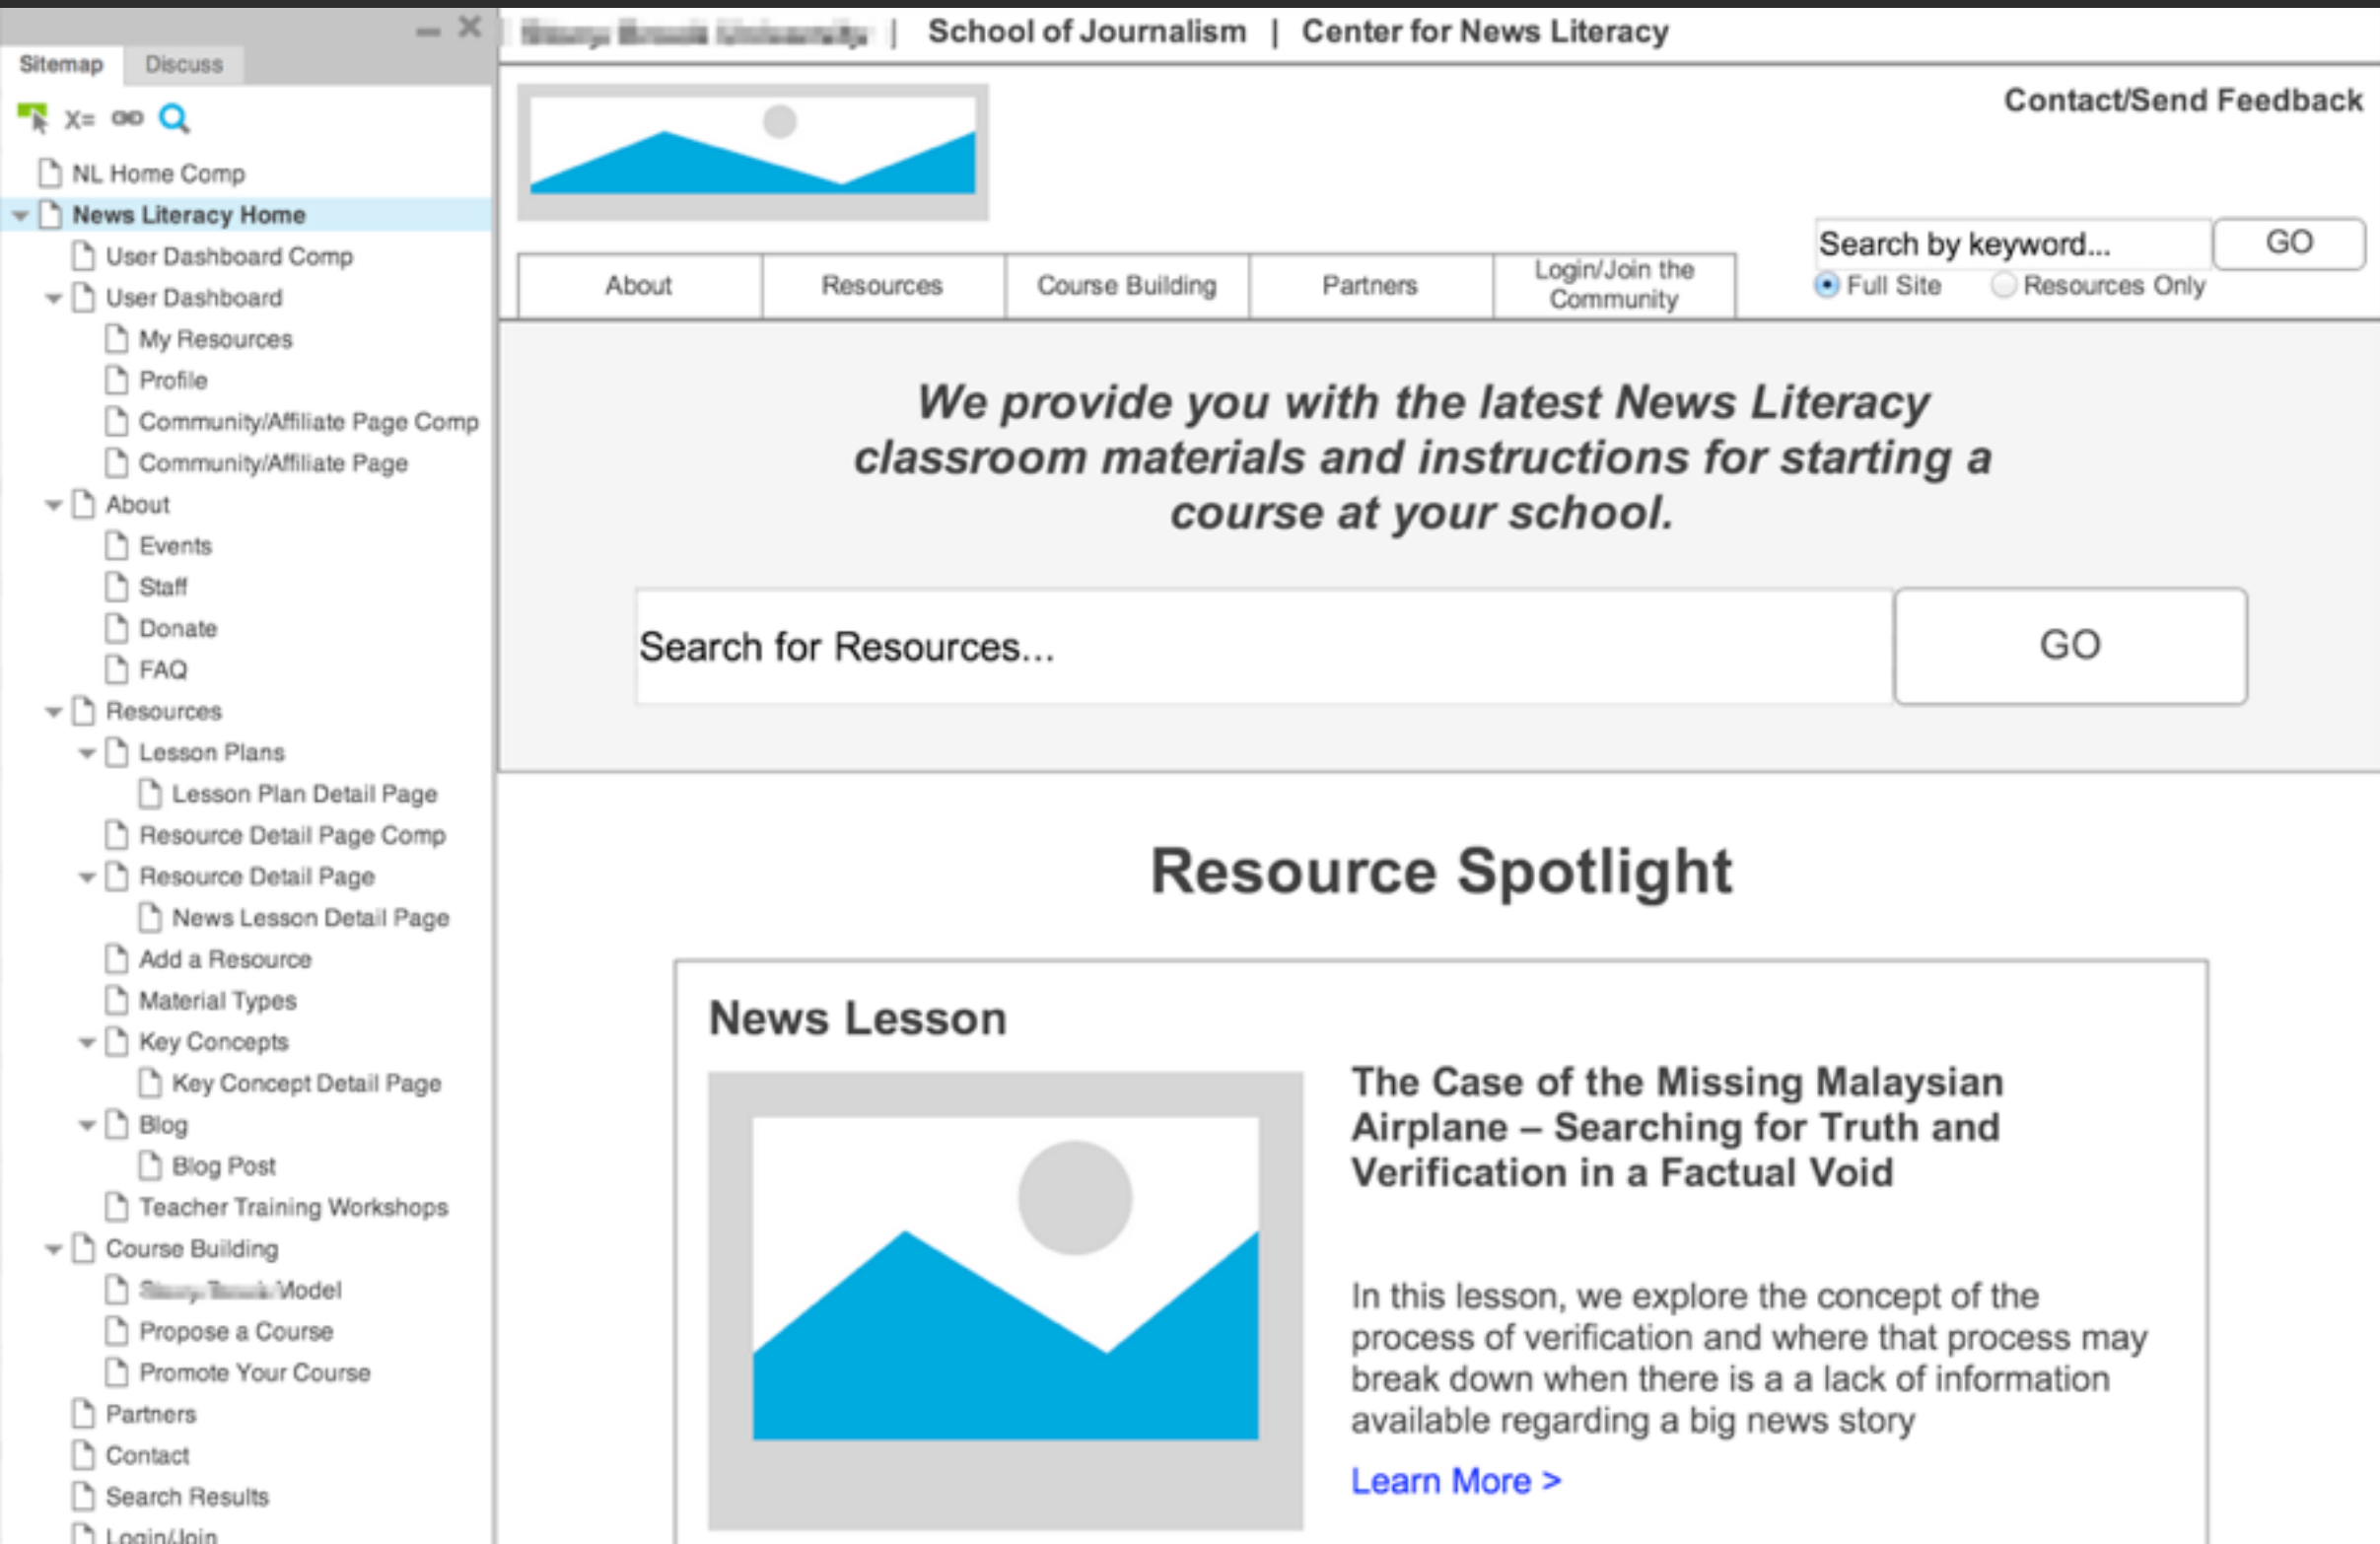 Sitemap
Discuss
X=
NL Home Comp
News Literacy Home
User Dashboard Comp
User Dashboard
My Resources
Profile
Community/Affiliate Page Comp
Community/Affiliate Page
About
Events
Staff
Donate
FAQ
Resources
Lesson Plans
Lesson Plan Detail Page
Resource Detail Page Comp
Resource Detail Page
News Lesson Detail Page
Add a Resource
Material Types
Key Concepts
Key Concept Detail Page
Blog
Blog Post
Teacher Training Workshops
Course Building
Model
Propose a Course
Promote Your Course
Partners
Contact
Search Results
Login/Join
| School of Journalism | Center for News Literacy
Contact/Send Feedback
Search by keyword...
GO
Full Site
Resources Only
About
Resources
Course Building
Partners
Login/Join the
Community
We provide you with the latest News Literacy
classroom materials and instructions for starting a
course at your school.
Search for Resources...
GO
Resource Spotlight
News Lesson
The Case of the Missing Malaysian
Airplane – Searching for Truth and
Verification in a Factual Void
In this lesson, we explore the concept of the
process of verification and where that process may
break down when there is a a lack of information
available regarding a big news story
Learn More >